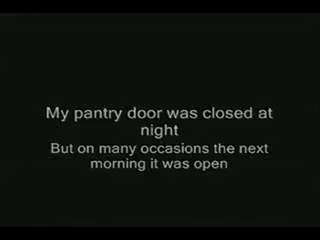 My pantry door was closed at
night
But on many occasions the next
morning it was open